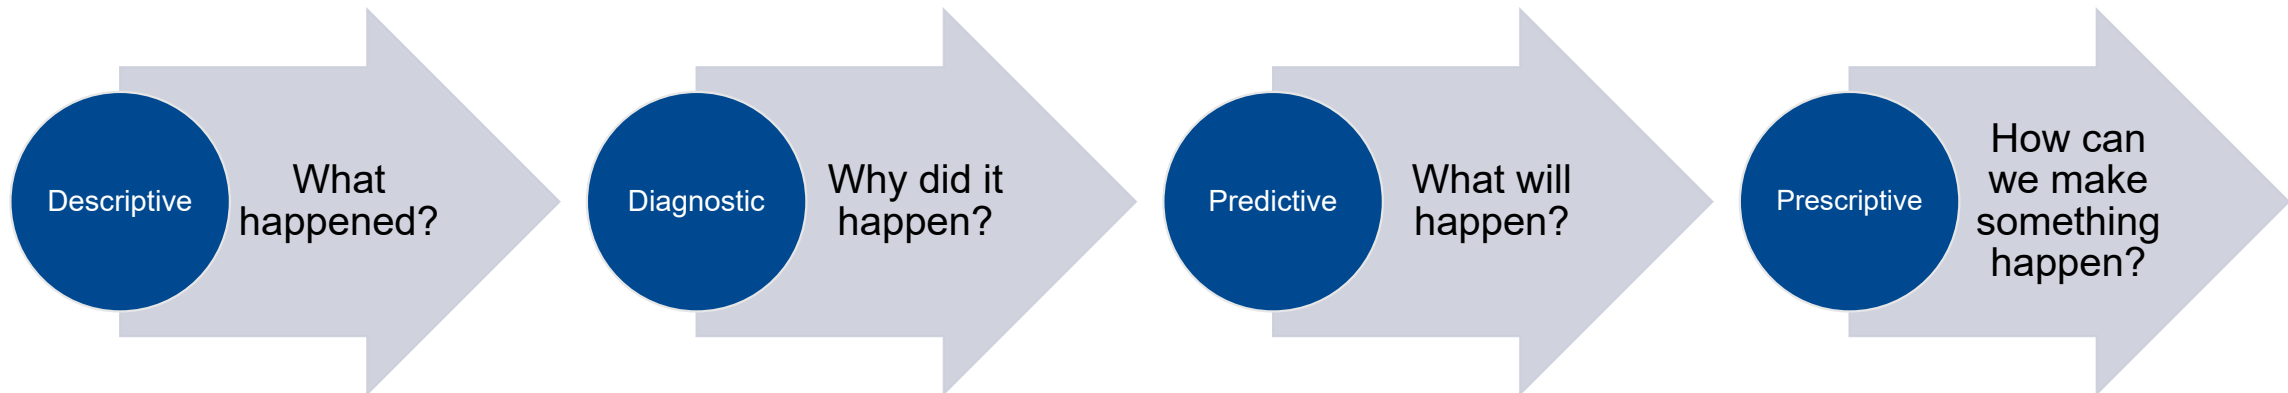 Descriptive
What
happened?
Diagnostic
Why did it
happen?
Predictive
What will
happen?
Prescriptive
How can
we make
something
happen?